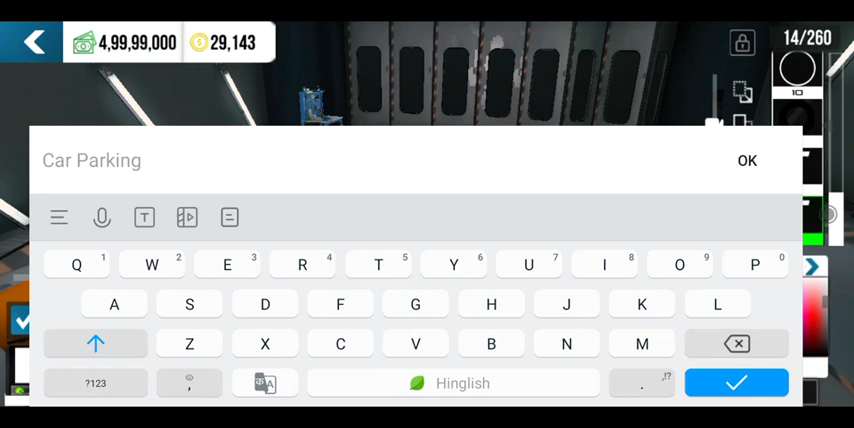 4,99,99,000 29,143 14/260
10
Car Parking OK
Q 1 W 2 E 3 R 4 T 5 Y 6 U 7 I 8 O 9 P 0
A S D F G H J K L
Z X C V B N M
?123 , Hinglish . ,!?